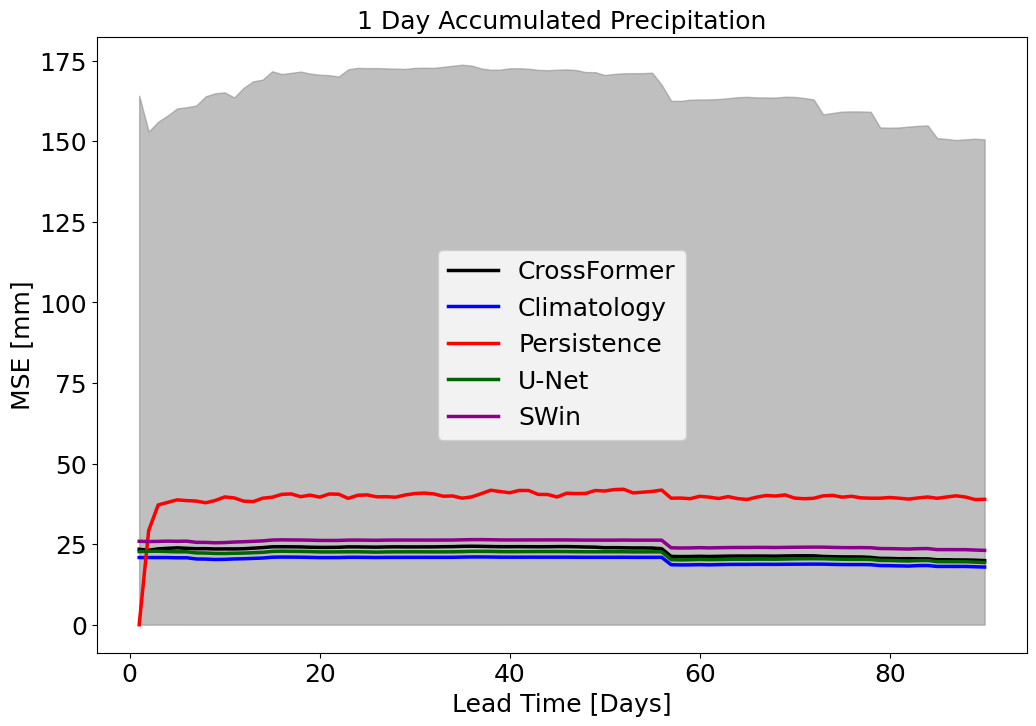 1 Day Accumulated Precipitation
MSE [mm]
175
150
125
100
75
50
25
0
CrossFormer
Climatology
Persistence
U-Net
SWin
0 20 40 60 80
Lead Time [Days]